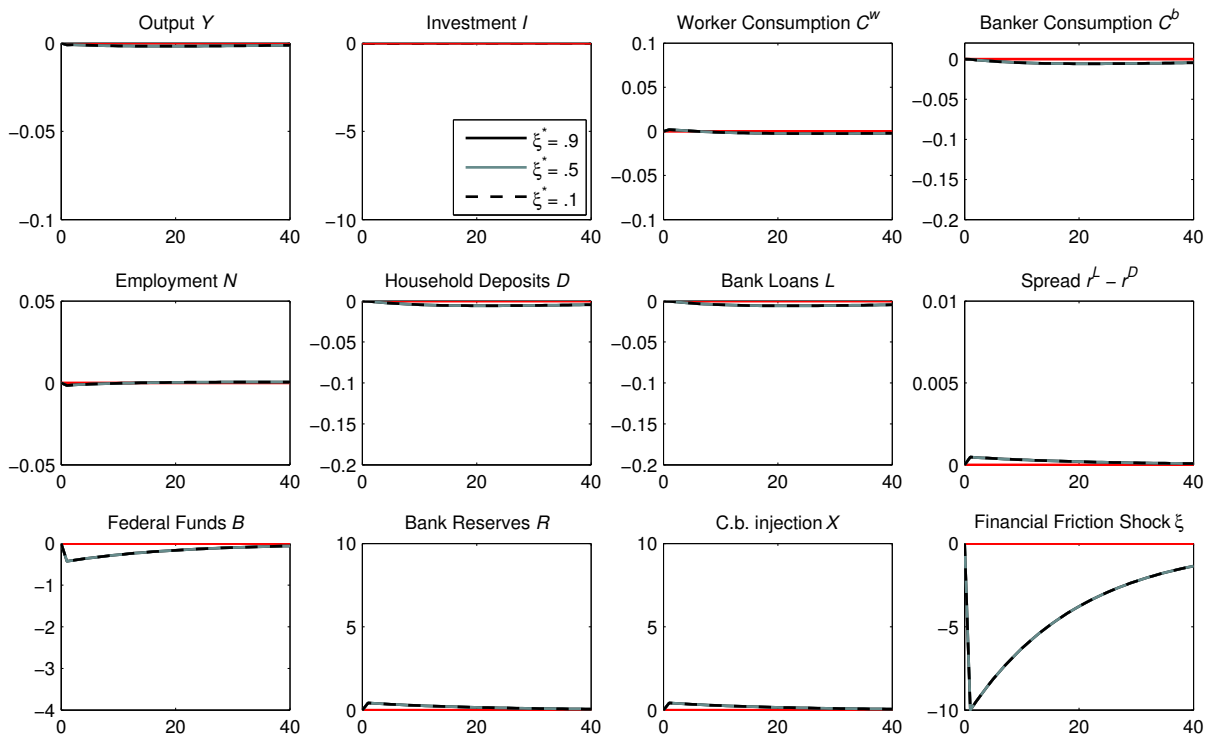 Output Y
Investment I
Worker Consumption C^w
Banker Consumption C^b
0
−0.05
−0.1
0 20 40
0
−5
−10
0 20 40
ξ* = .9
ξ* = .5
ξ* = .1
0.1
0.05
0
−0.05
−0.1
0 20 40
0
−0.05
−0.1
−0.15
−0.2
0 20 40
Employment N
Household Deposits D
Bank Loans L
Spread r^L − r^D
0.05
0
−0.05
0 20 40
0
−0.05
−0.1
−0.15
−0.2
0 20 40
0
−0.05
−0.1
−0.15
−0.2
0 20 40
0.01
0.005
0
0 20 40
Federal Funds B
Bank Reserves R
C.b. injection X
Financial Friction Shock ξ
0
−1
−2
−3
−4
0 20 40
10
5
0
0 20 40
10
5
0
0 20 40
0
−5
−10
0 20 40